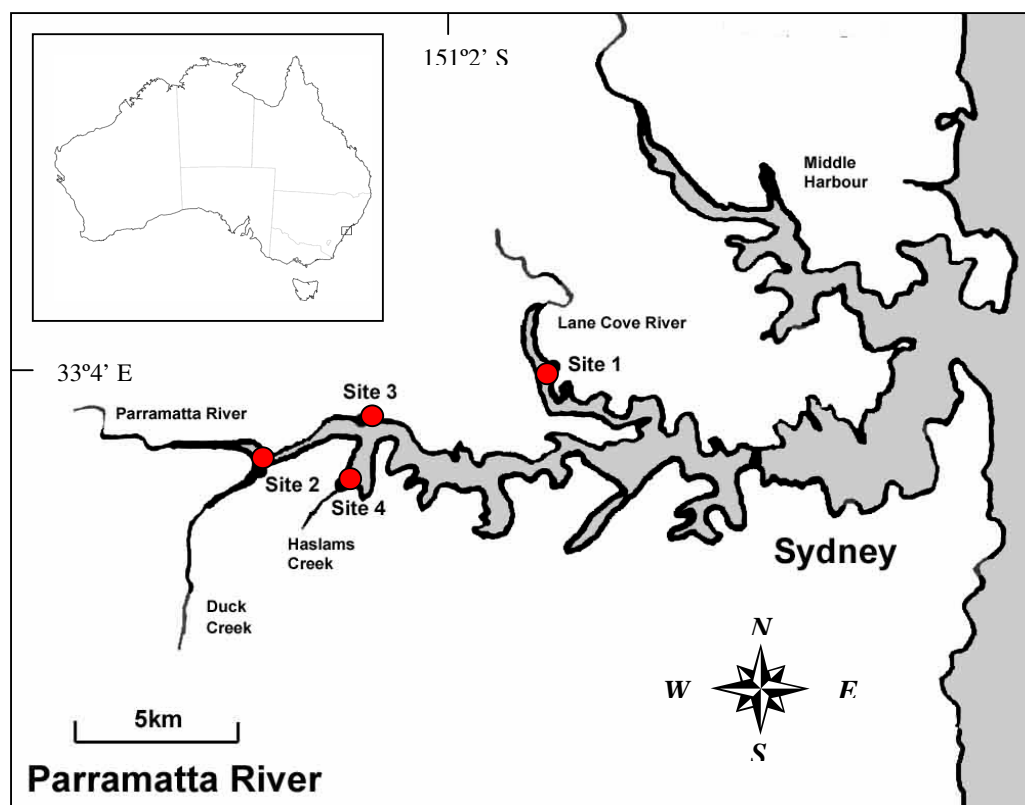 151º2’ S
Middle
Harbour
Lane Cove River
Site 1
33º4’ E
Site 3
Parramatta River
Site 2
Site 4
Haslams
Creek
Sydney
Duck
Creek
N
W
E
S
5km
Parramatta River